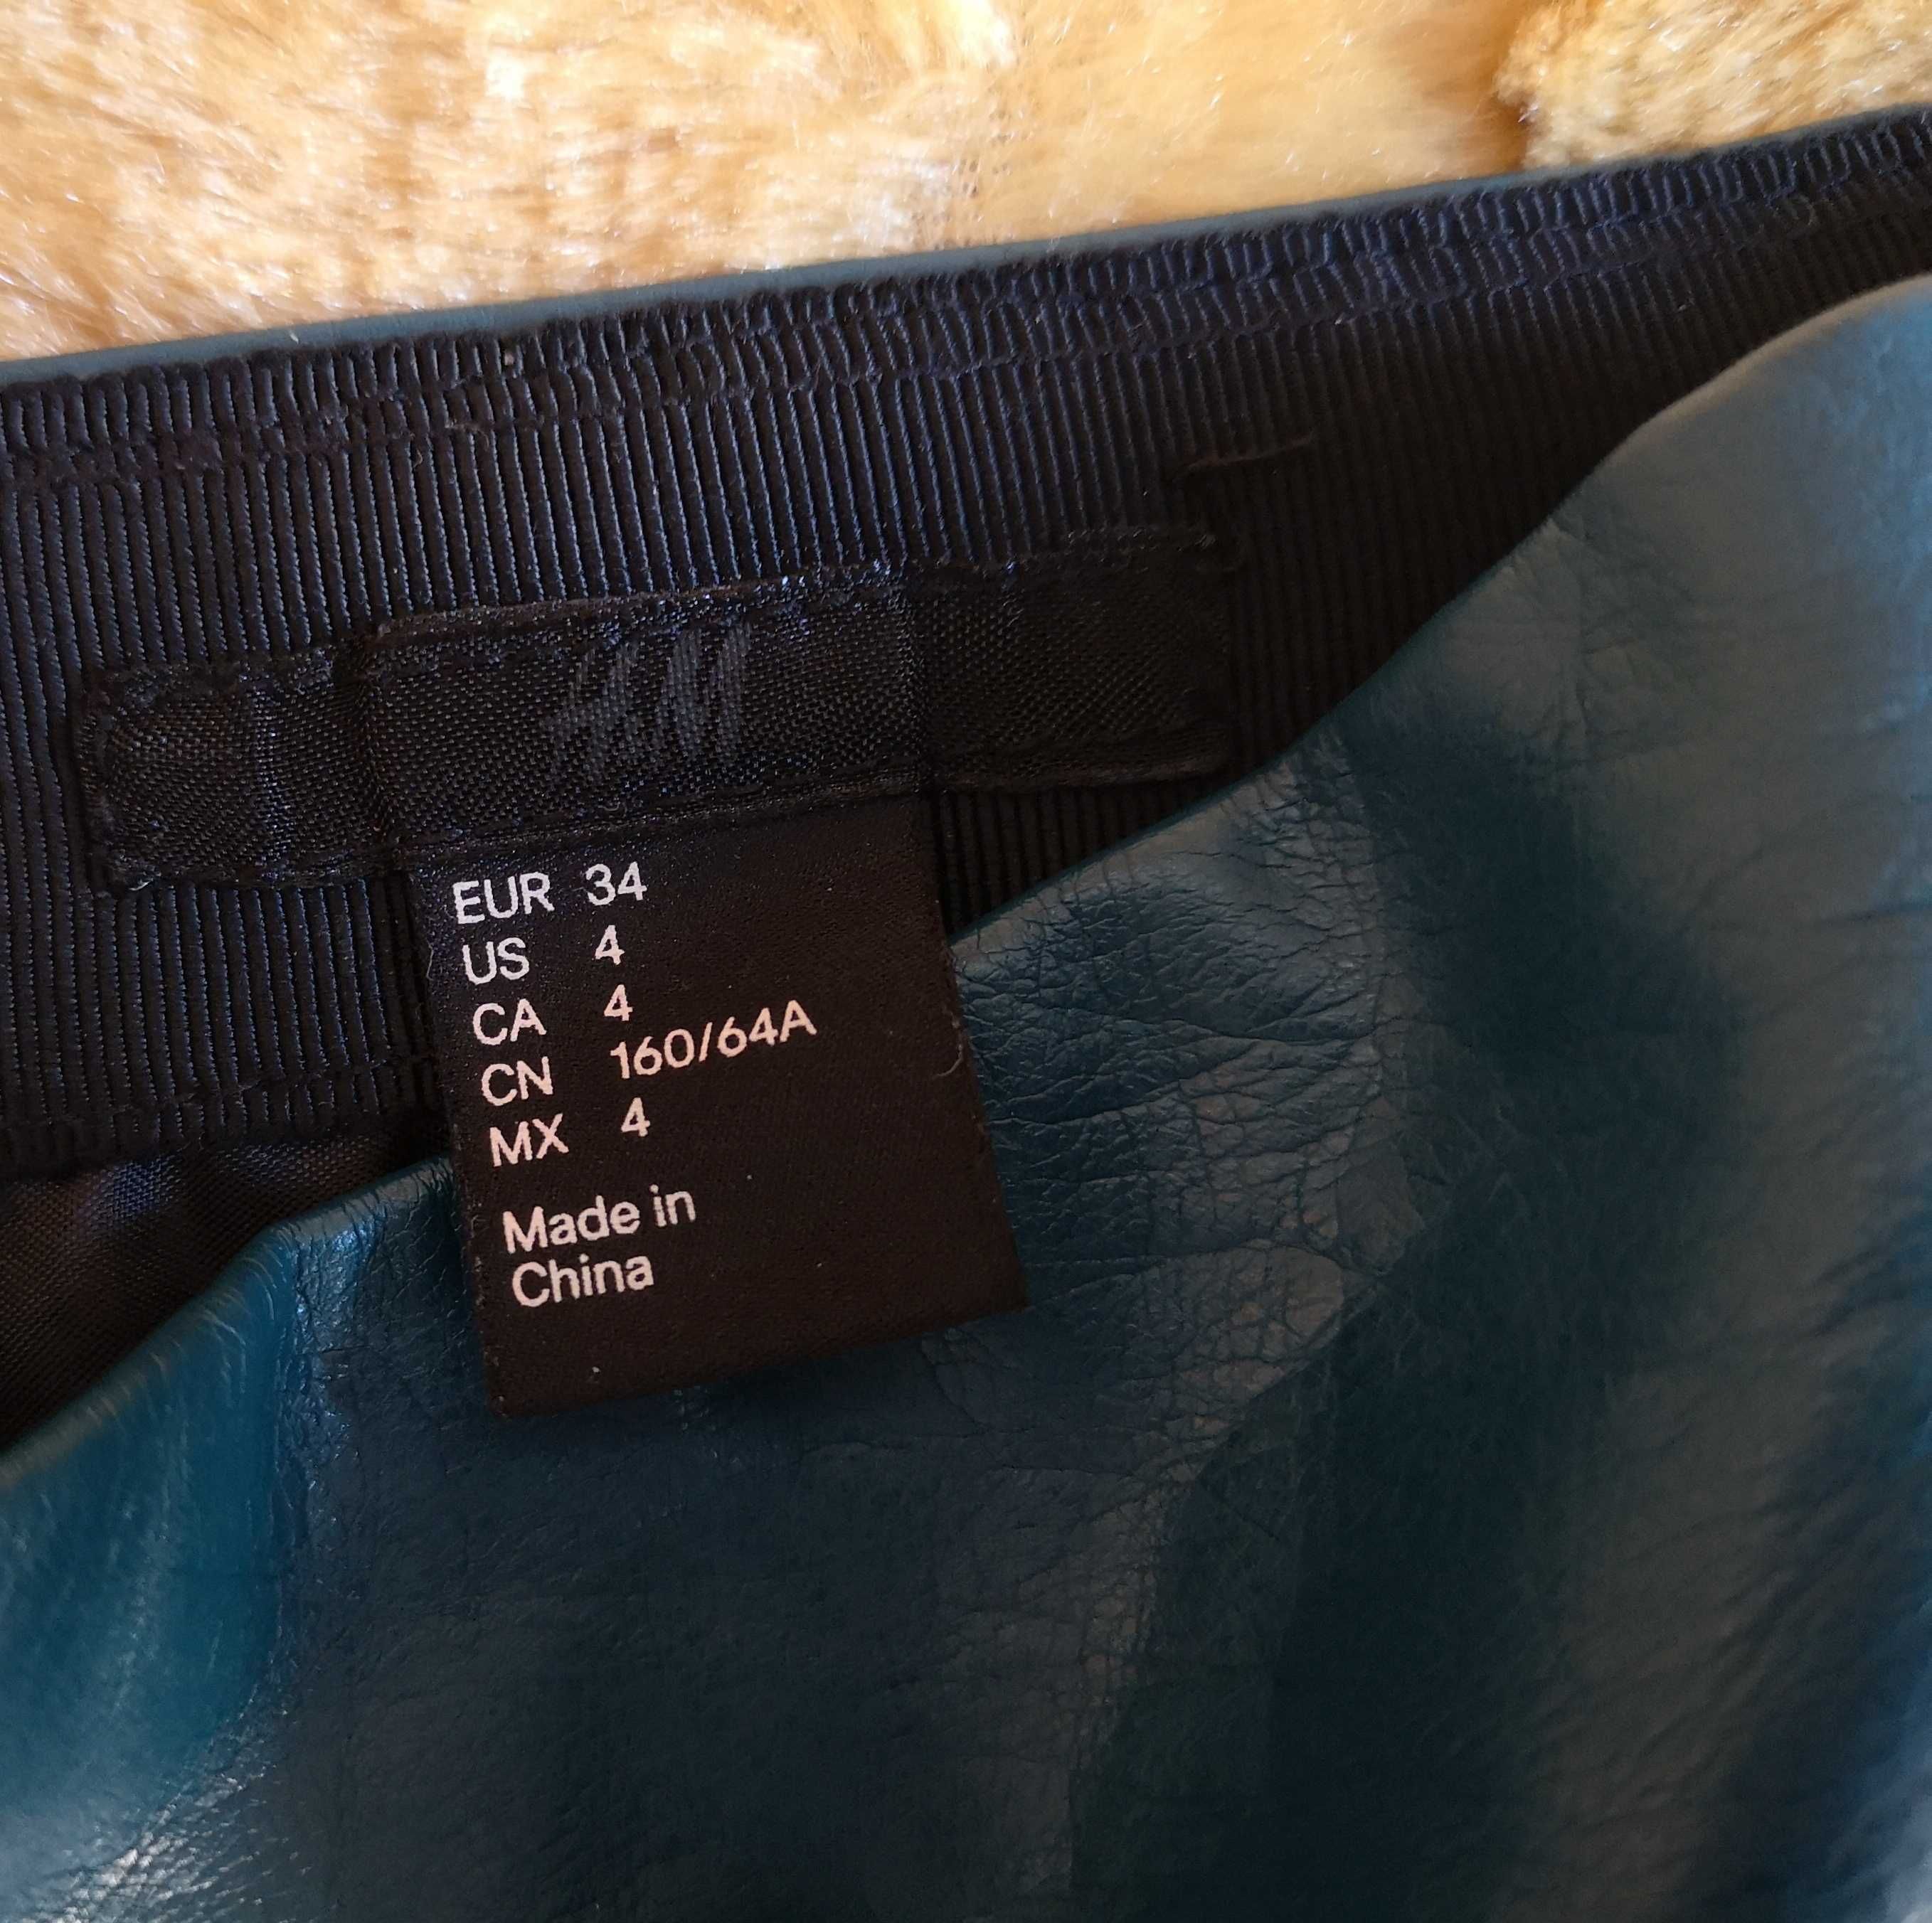 H&M
EUR 34
US 4
CA 4
CN 160/64A
MX 4
Made in
China